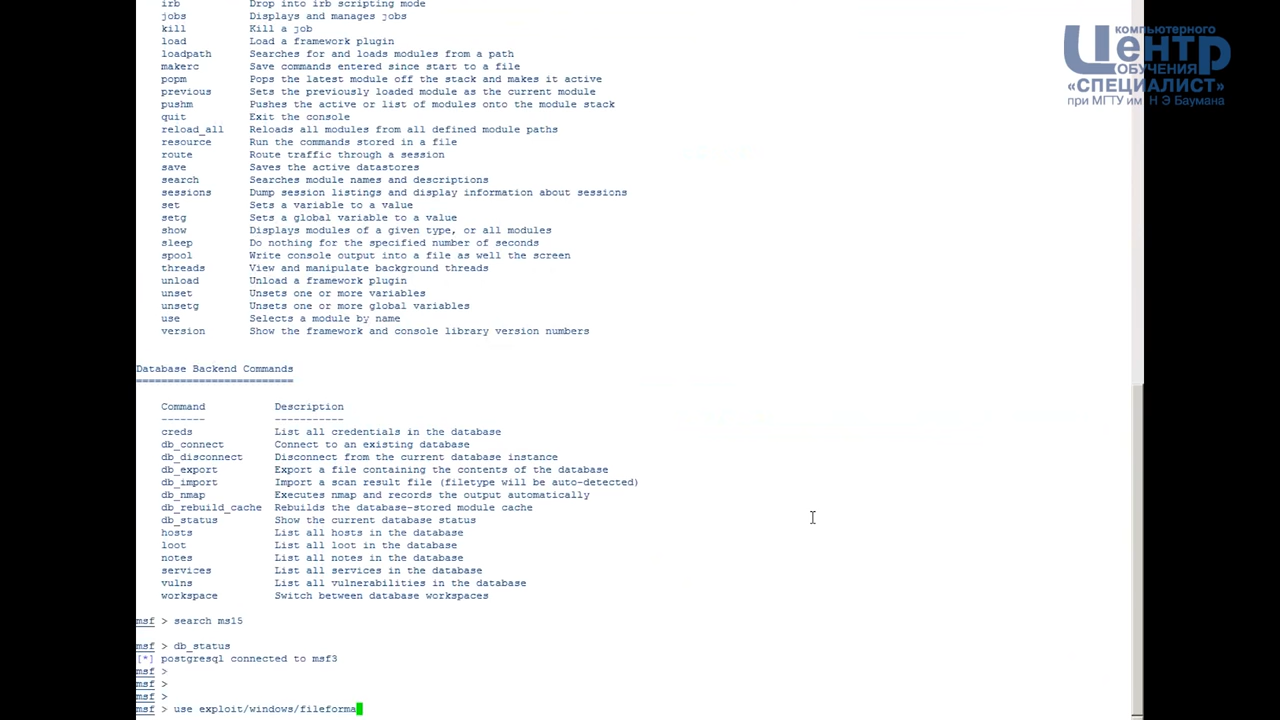 irb Drop into irb scripting mode
jobs Displays and manages jobs
kill Kill a job
load Load a framework plugin
loadpath Searches for and loads modules from a path
makerc Save commands entered since start to a file
popm Pops the latest module off the stack and makes it active
previous Sets the previously loaded module as the current module
pushm Pushes the active or list of modules onto the module stack
quit Exit the console
reload_all Reloads all modules from all defined module paths
resource Run the commands stored in a file
route Route traffic through a session
save Saves the active datastores
search Searches module names and descriptions
sessions Dump session listings and display information about sessions
set Sets a variable to a value
setg Sets a global variable to a value
show Displays modules of a given type, or all modules
sleep Do nothing for the specified number of seconds
spool Write console output into a file as well the screen
threads View and manipulate background threads
unload Unload a framework plugin
unset Unsets one or more variables
unsetg Unsets one or more global variables
use Selects a module by name
version Show the framework and console library version numbers
Database Backend Commands
=========================
Command Description
------- -----------
creds List all credentials in the database
db_connect Connect to an existing database
db_disconnect Disconnect from the current database instance
db_export Export a file containing the contents of the database
db_import Import a scan result file (filetype will be auto-detected)
db_nmap Executes nmap and records the output automatically
db_rebuild_cache Rebuilds the database-stored module cache
db_status Show the current database status
hosts List all hosts in the database
loot List all loot in the database
notes List all notes in the database
services List all services in the database
vulns List all vulnerabilities in the database
workspace Switch between database workspaces
msf > search ms15
msf > db_status
[*] postgresql connected to msf3
msf >
msf >
msf >
msf > use exploit/windows/fileforma
компьютерного
Центр
ОБУЧЕНИЯ
«СПЕЦИАЛИСТ»
при МГТУ им Н Э Баумана